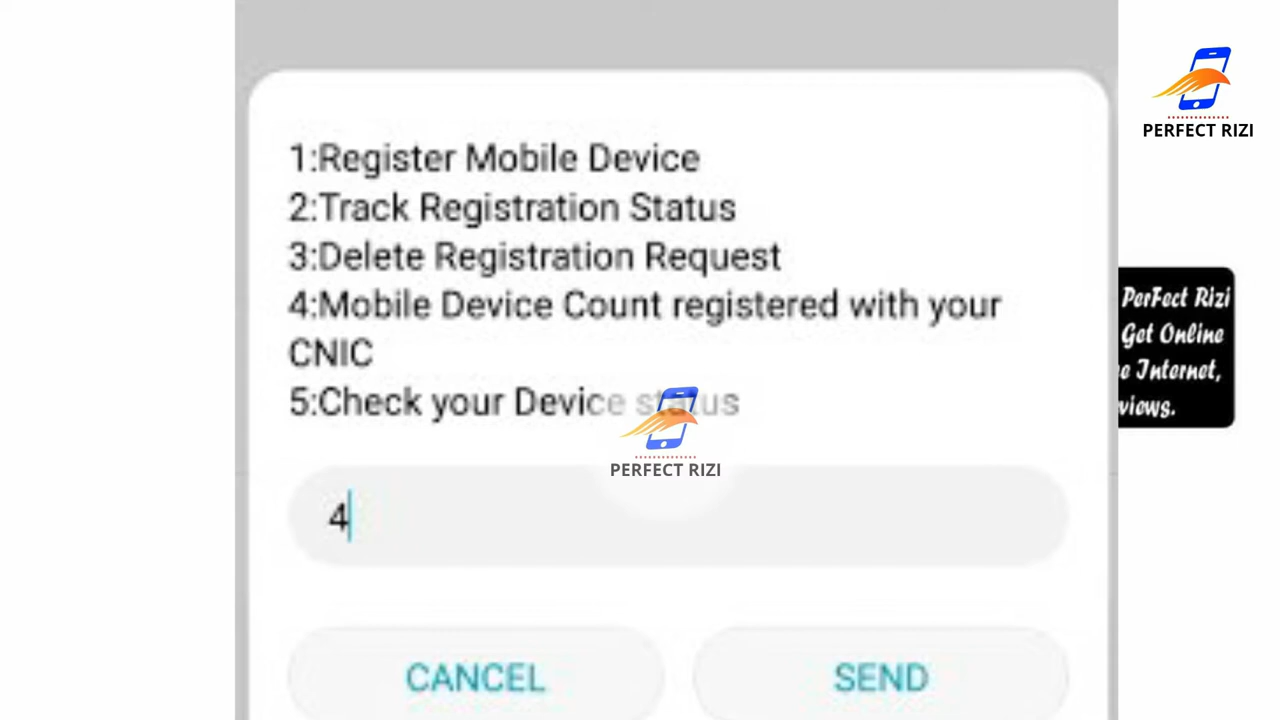 1:Register Mobile Device
2:Track Registration Status
3:Delete Registration Request
4:Mobile Device Count registered with your
CNIC
5:Check your Device status
4
CANCEL
SEND
PERFECT RIZI
PERFECT RIZI
PerFect Rizi
Get Online
e Internet,
views.